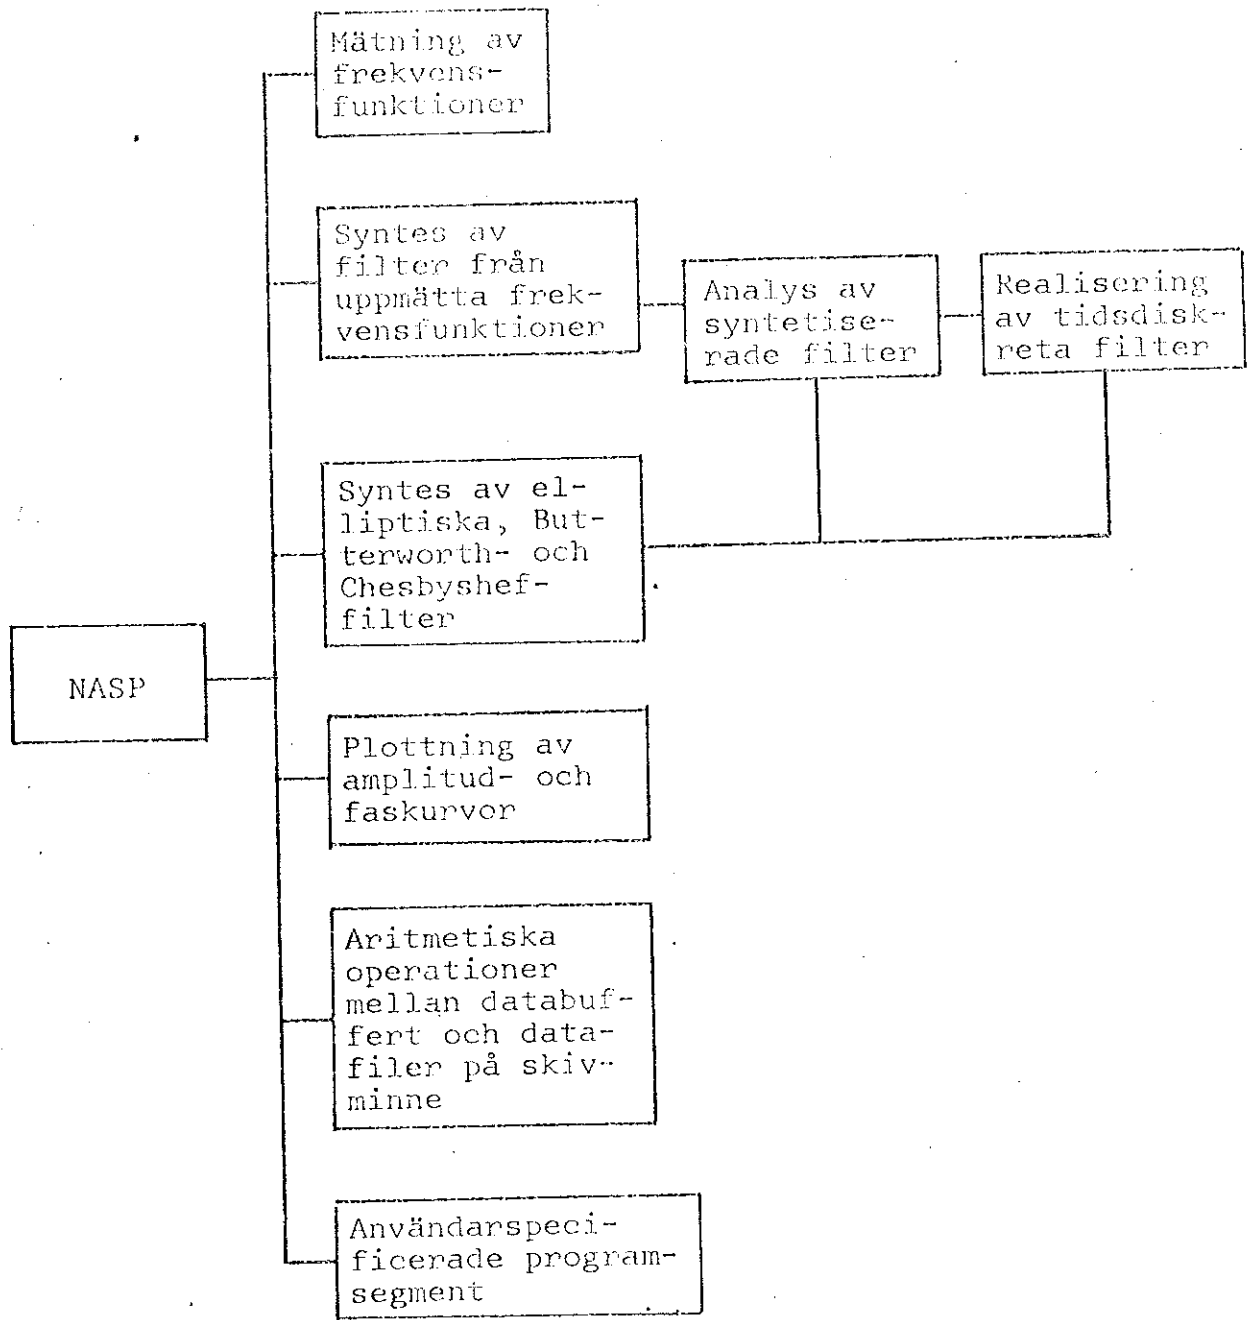 Mätning av
frekvens-
funktioner
Syntes av
filter från
uppmätta frek-
vensfunktioner
Analys av
syntetise-
rade filter
Realisering
av tidsdisk-
reta filter
Syntes av el-
liptiska, But-
terworth- och
Chesbyshef-
filter
NASP
Plottning av
amplitud- och
faskurvor
Aritmetiska
operationer
mellan databuf-
fert och data-
filer på skiv-
minne
Användarspeci-
ficerade program-
segment